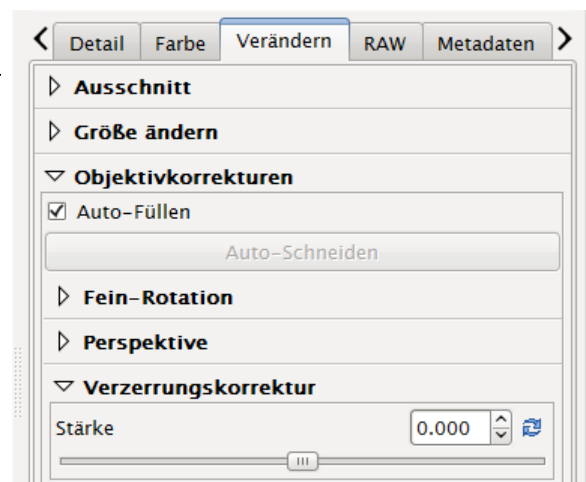 Detail Farbe Verändern RAW Metadaten
Ausschnitt
Größe ändern
Objektivkorrekturen
Auto-Füllen
Auto-Schneiden
Fein-Rotation
Perspektive
Verzerrungskorrektur
Stärke 0.000